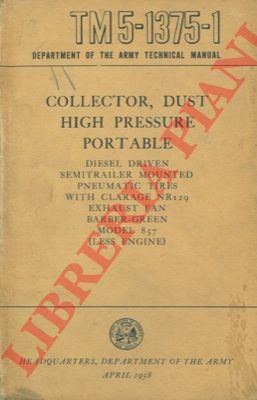 TM 5-1375-1
DEPARTMENT OF THE ARMY TECHNICAL MANUAL
COLLECTOR, DUST
HIGH PRESSURE
PORTABLE
DIESEL DRIVEN
SEMITRAILER MOUNTED
PNEUMATIC TIRES
WITH CLARAGE NR129
EXHAUST FAN
BARBER-GREEN
MODEL 857
(LESS ENGINE)
LIBRERIA PIANI
HEADQUARTERS, DEPARTMENT OF THE ARMY
APRIL 1958